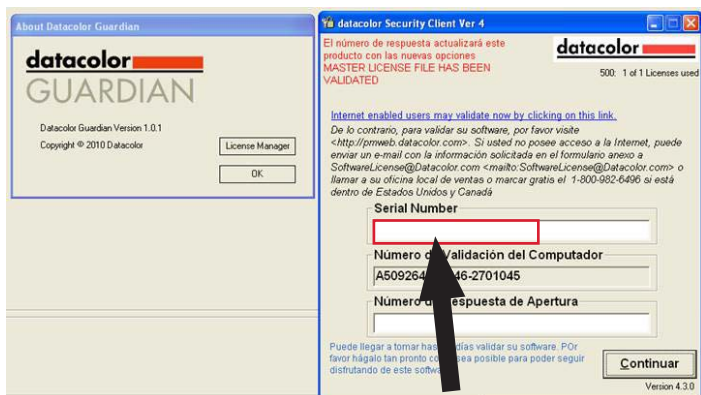 About Datacolor Guardian
datacolor
GUARDIAN
Datacolor Guardian Version 1.0.1
Copyright © 2010 Datacolor
License Manager
OK
datacolor Security Client Ver 4
El número de respuesta actualizará este
producto con las nuevas opciones
MASTER LICENSE FILE HAS BEEN
VALIDATED
datacolor
500: 1 of 1 Licenses used
Internet enabled users may validate now by clicking on this link.
De lo contrario, para validar su software, por favor visite
<http://pmweb.datacolor.com>. Si usted no posee acceso a la Internet, puede
enviar un e-mail con la información solicitada en el formulario anexo a
SoftwareLicense@Datacolor.com <mailto:SoftwareLicense@Datacolor.com> o
llamar a su oficina local de ventas o marcar gratis el 1-800-982-6496 si está
dentro de Estados Unidos y Canadá
Serial Number
Número de Validación del Computador
A509264 46-2701045
Número de Respuesta de Apertura
Puede llegar a tomar días validar su software. POr
favor hágalo tan pronto sea posible para poder seguir
disfrutando de este
Continuar
Version 4.3.0